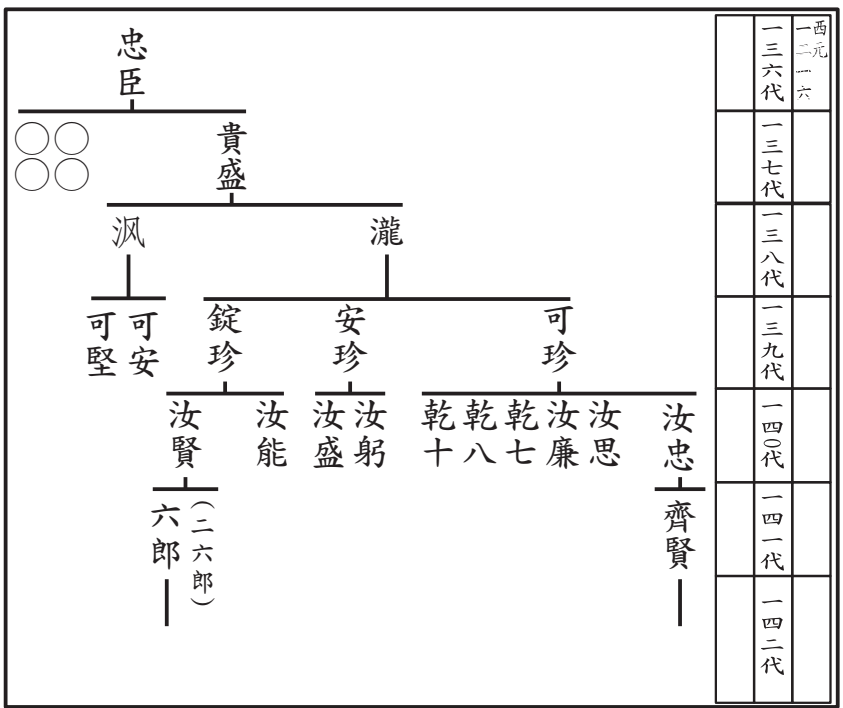 西元
一二一六
一三六代
一三七代
一三八代
一三九代
一四〇代
一四一代
一四二代
忠臣
貴盛
瀧
沨
可珍
安珍
錠珍
可安
可堅
汝忠
汝思
汝廉
乾七
乾八
乾十
汝躬
汝盛
汝能
汝賢
齊賢
六郎
（二六郎）